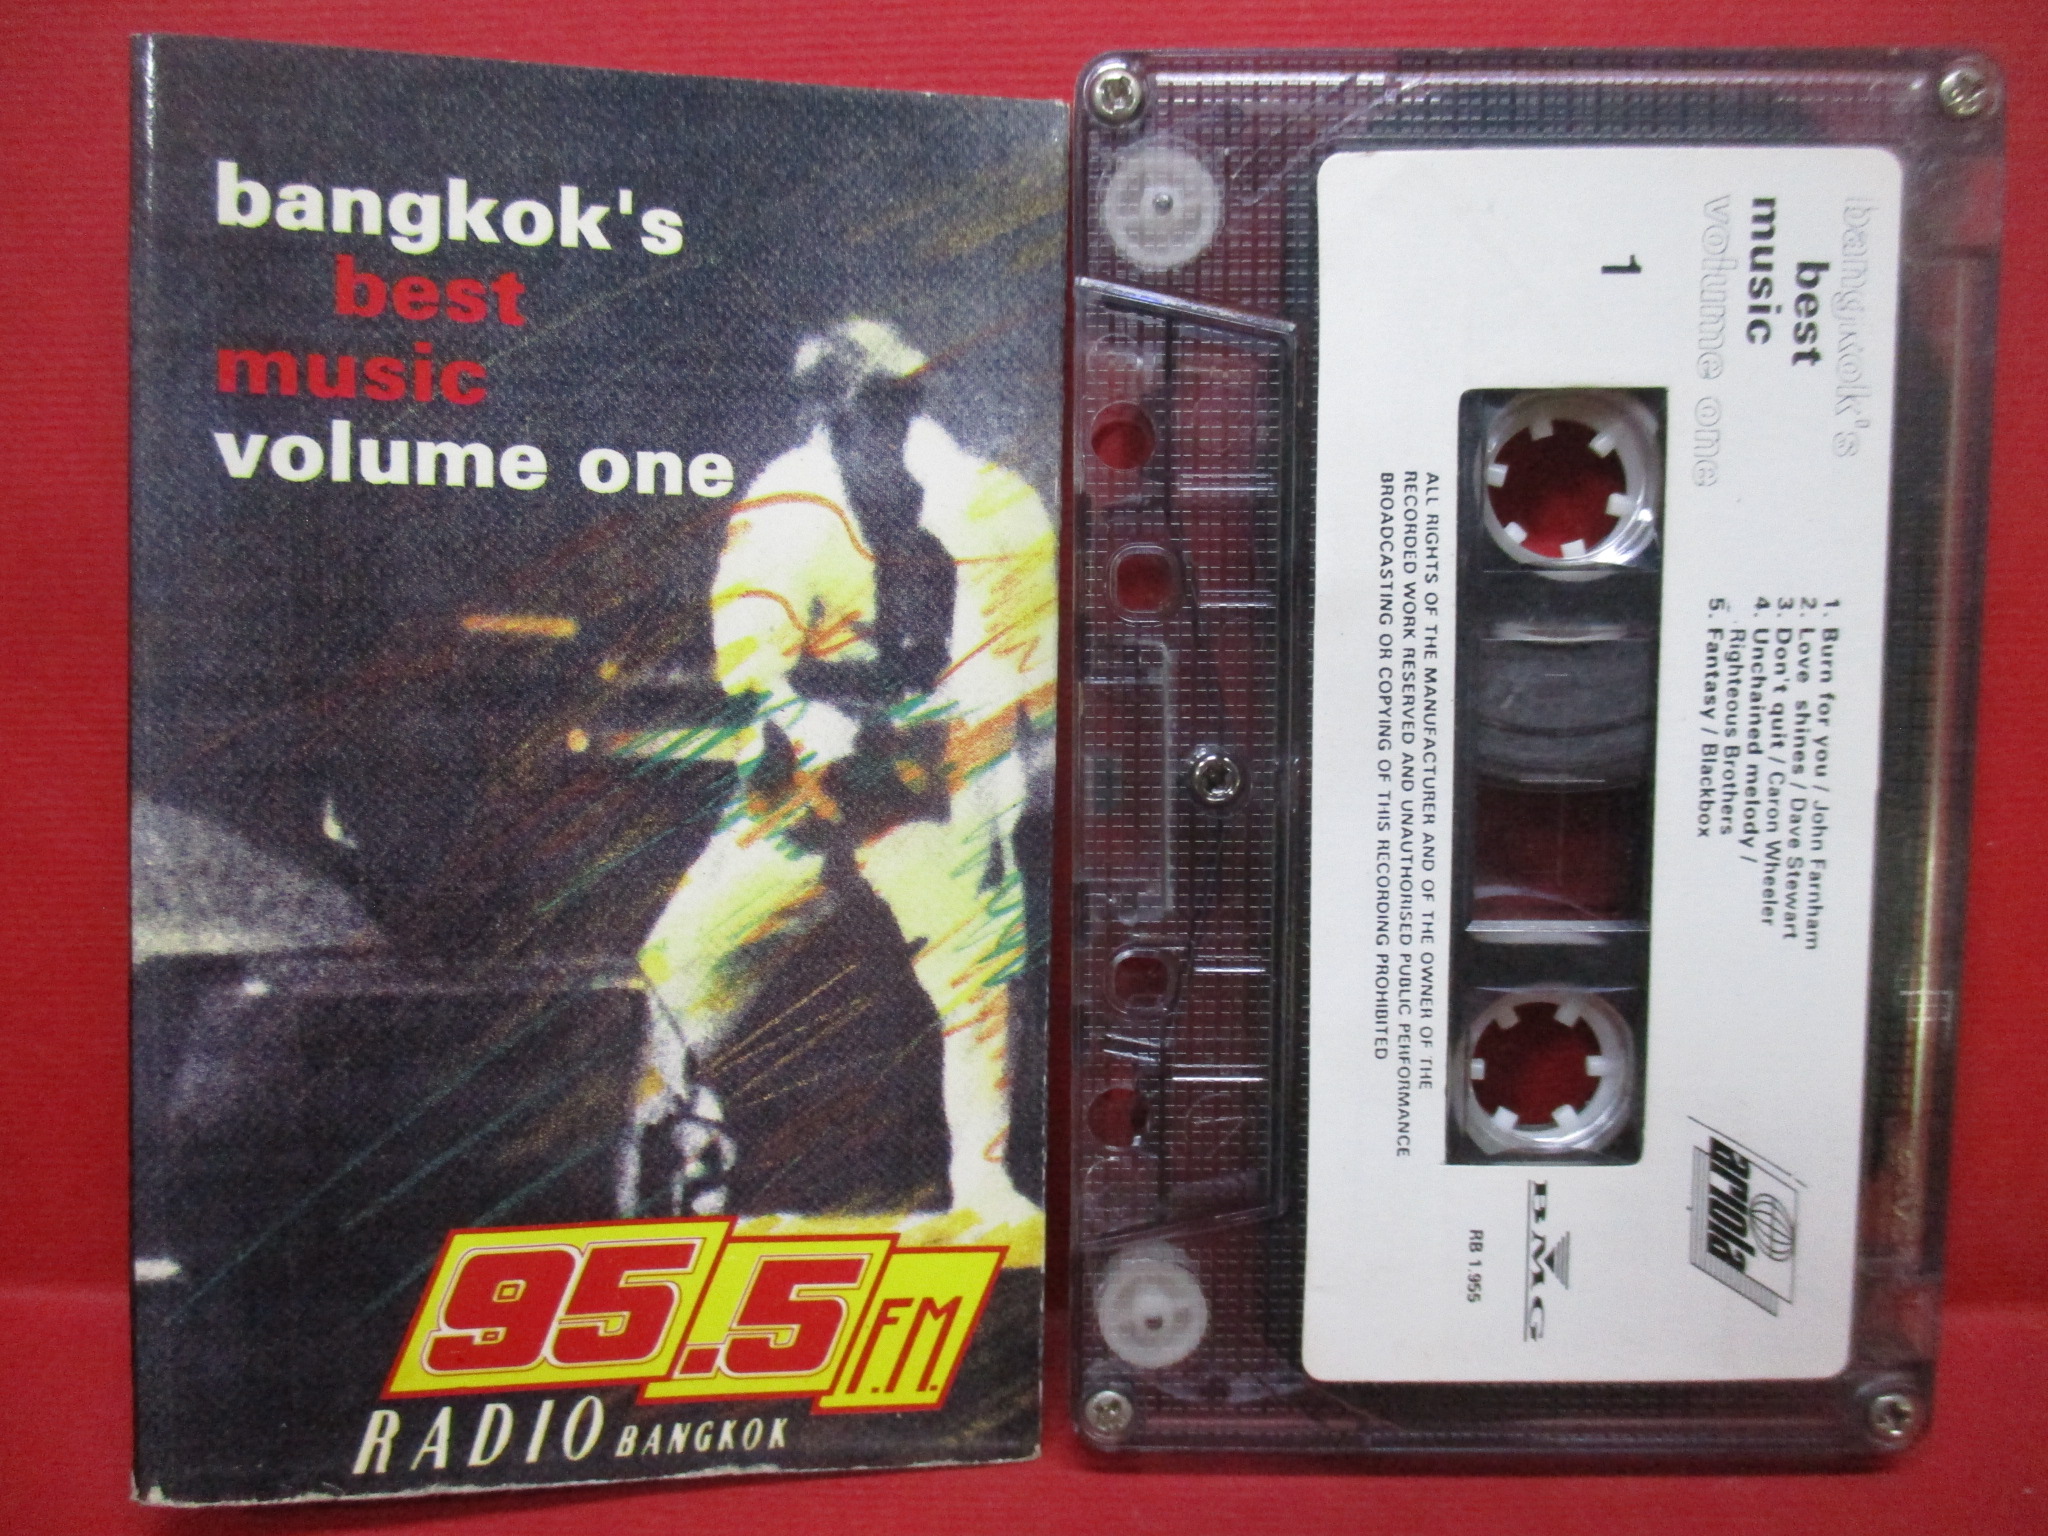 bangkok's
best
music
volume one
95.5 F.M.
RADIO BANGKOK
bangkok's
best
music
volume one
1
1. Burn for you / John Farnham
2. Love shines / Dave Stewart
3. Don't quit / Caron Wheeler
4. Unchained melody /
Righteous Brothers
5. Fantasy / Blackbox
ariola
BMG
RB 1.955
ALL RIGHTS OF THE MANUFACTURER AND OF THE OWNER OF THE
RECORDED WORK RESERVED AND UNAUTHORISED PUBLIC PERFORMANCE
BROADCASTING OR COPYING OF THIS RECORDING PROHIBITED